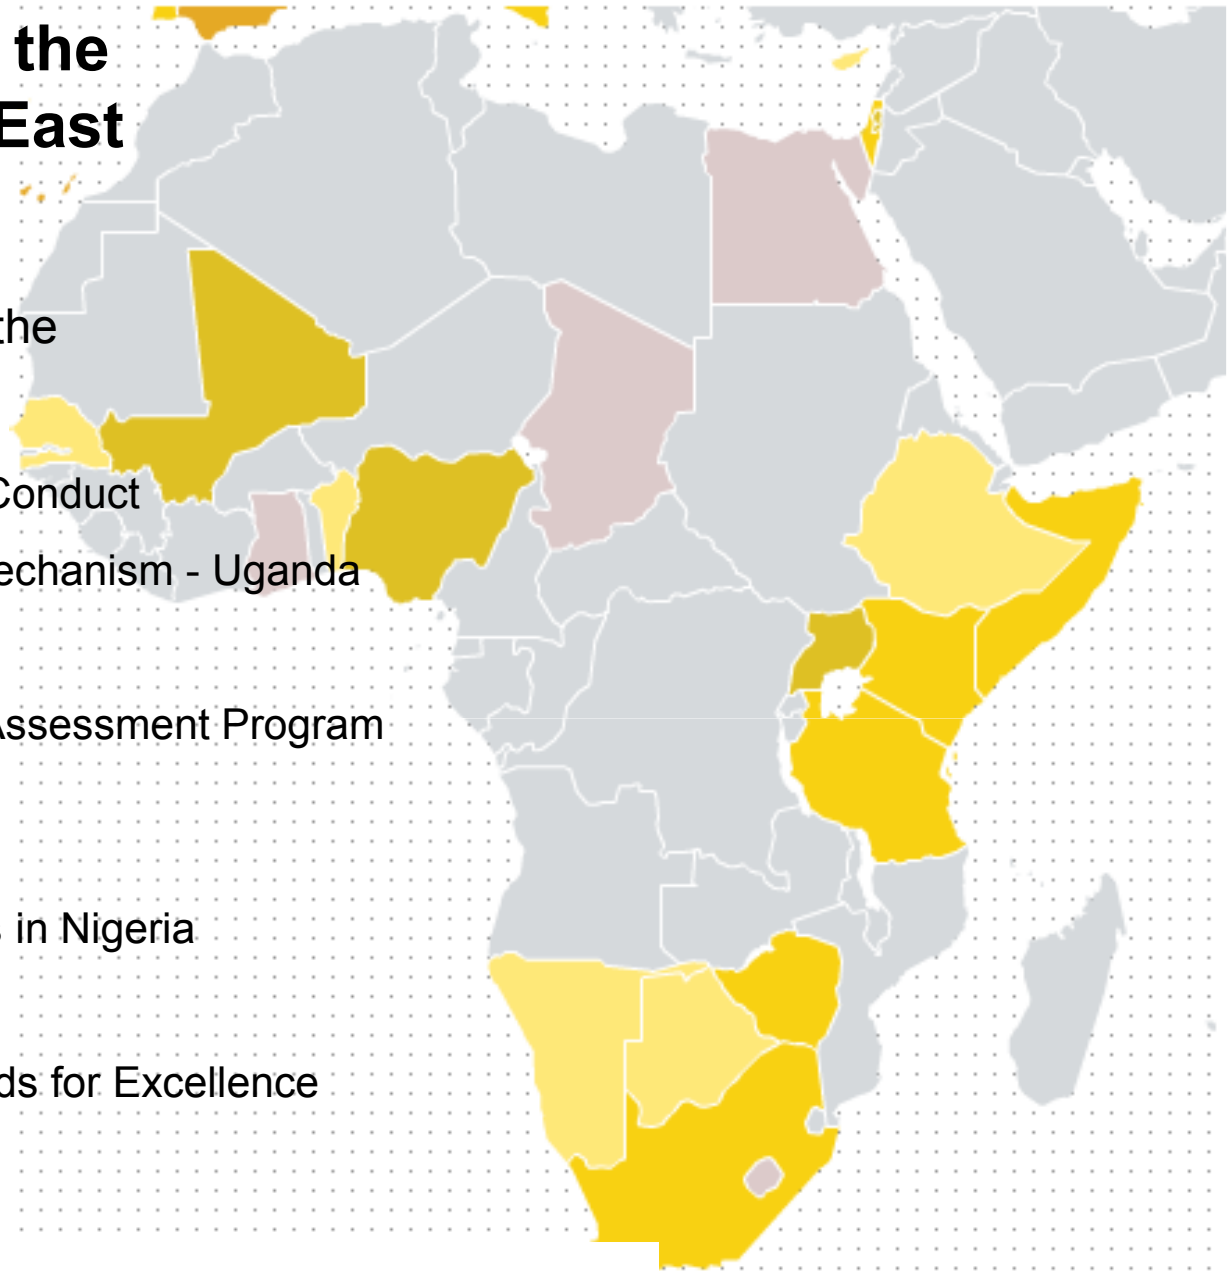 the
East
the
Conduct
echanism - Uganda
Assessment Program
s in Nigeria
ds for Excellence